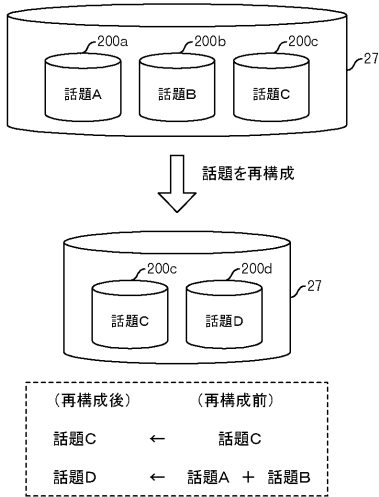 200a 200b 200c
27
話題A 話題B 話題C
話題を再構成
200c 200d
27
話題C 話題D
（再構成後） （再構成前）
話題C ← 話題C
話題D ← 話題A ＋ 話題B